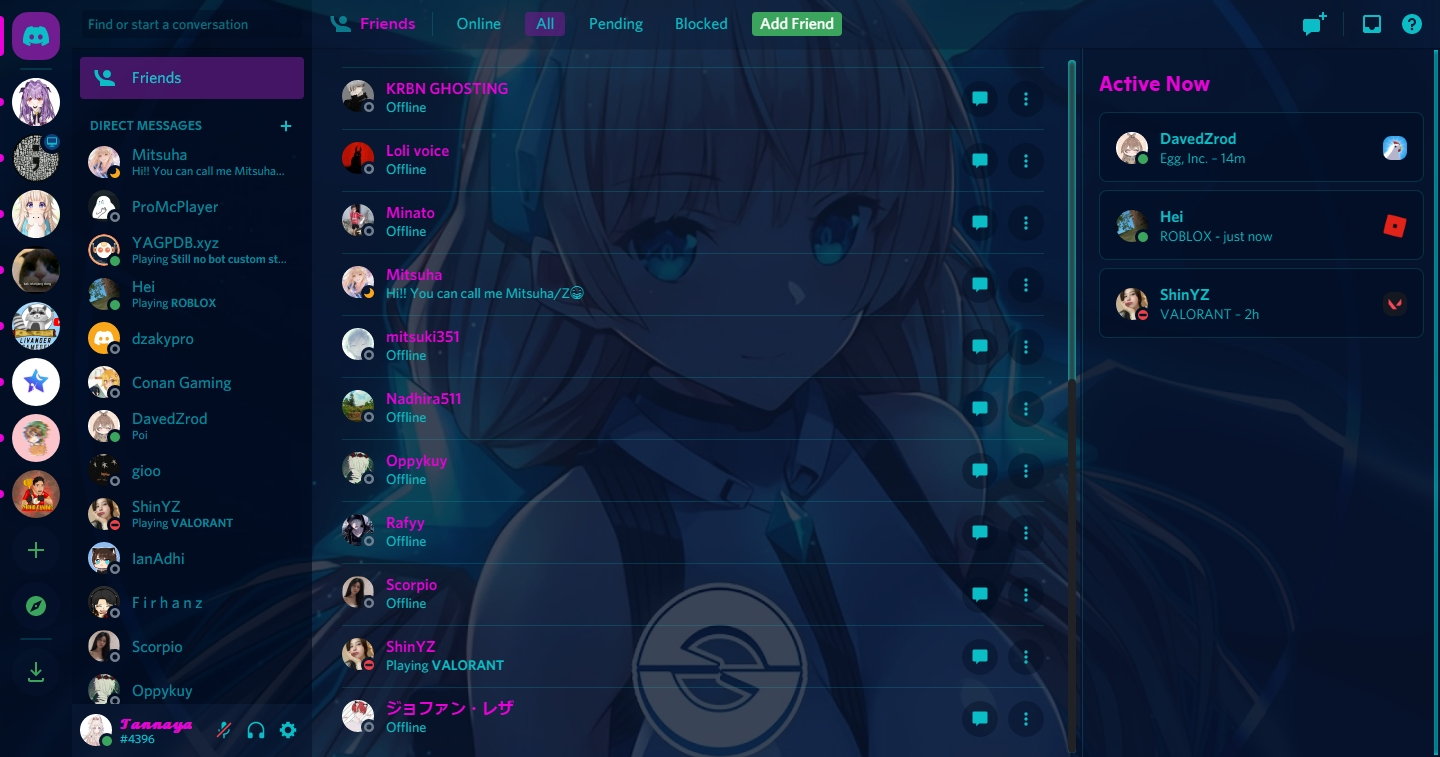 Find or start a conversation
Friends
DIRECT MESSAGES
Mitsuha
Hi!! You can call me Mitsuha...
ProMcPlayer
YAGPDB.xyz
Playing Still no bot custom st...
Hei
Playing ROBLOX
dzakypro
Conan Gaming
DavedZrod
Poi
gioo
ShinYZ
Playing VALORANT
IanAdhi
F i r h a n z
Scorpio
Oppykuy
Tannaya
#4396
Friends
Online
All
Pending
Blocked
Add Friend
KRBN GHOSTING
Offline
Loli voice
Offline
Minato
Offline
Mitsuha
Hi!! You can call me Mitsuha/Z😀
mitsuki351
Offline
Nadhira511
Offline
Oppykuy
Offline
Rafyy
Offline
Scorpio
Offline
ShinYZ
Playing VALORANT
ジョファン・レザ
Offline
Active Now
DavedZrod
Egg, Inc. – 14m
Hei
ROBLOX - just now
ShinYZ
VALORANT – 2h